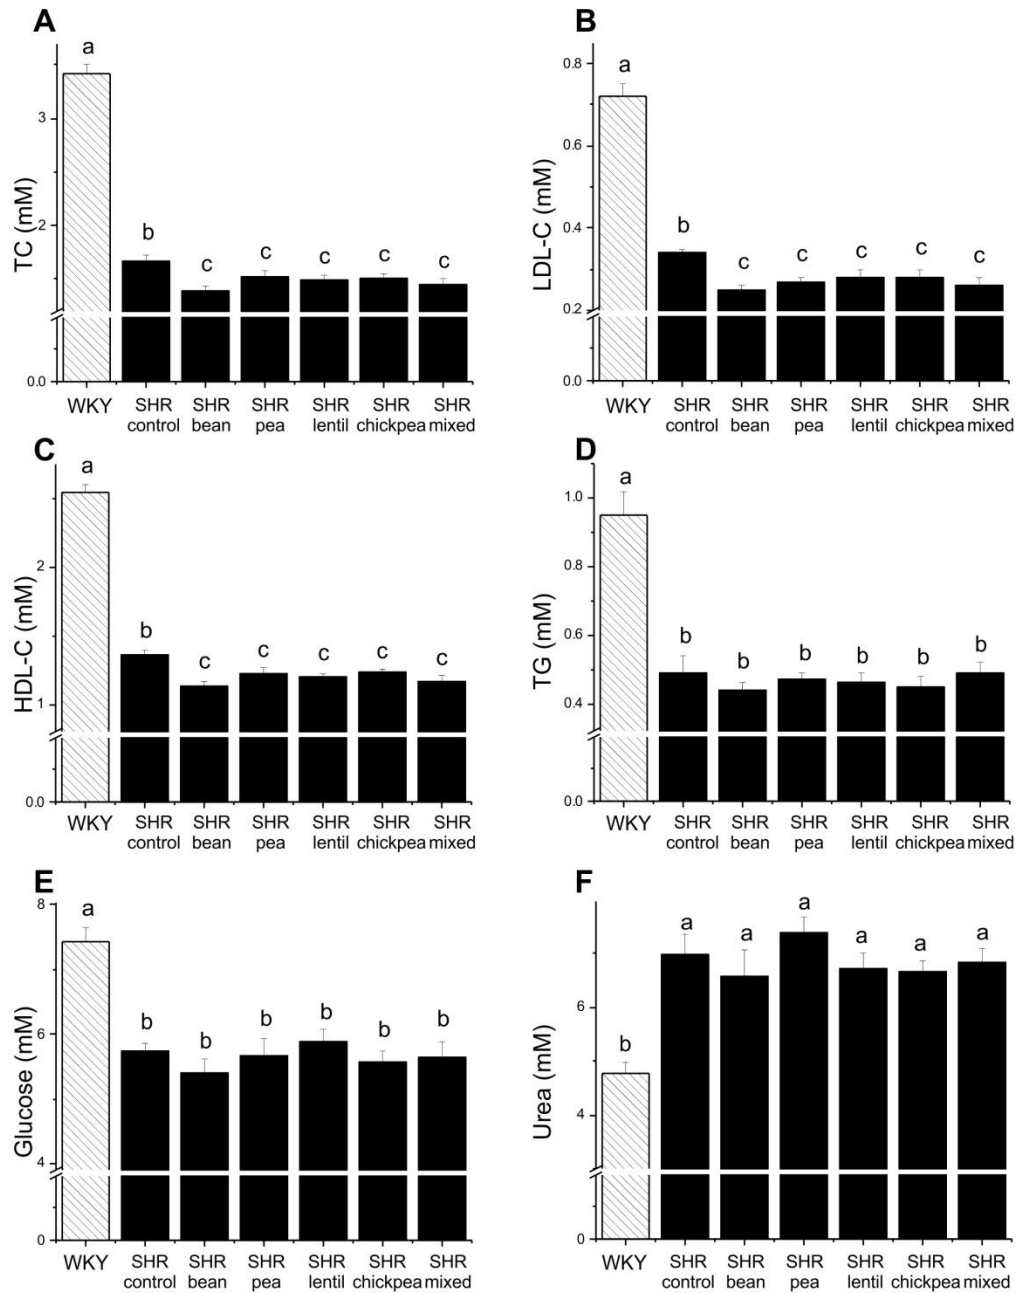 A
TC (mM)
3
2
0.0
a
b
c
c
c
c
c
WKY
SHR SHR SHR SHR SHR SHR
control bean pea lentil chickpea mixed
B
LDL-C (mM)
0.8
0.6
0.4
0.2
0.0
a
b
c
c
c
c
c
WKY
SHR SHR SHR SHR SHR SHR
control bean pea lentil chickpea mixed
C
HDL-C (mM)
2
1
0.0
a
b
c
c
c
c
c
WKY
SHR SHR SHR SHR SHR SHR
control bean pea lentil chickpea mixed
D
TG (mM)
1.0
0.8
0.6
0.4
0.0
a
b
b
b
b
b
b
WKY
SHR SHR SHR SHR SHR SHR
control bean pea lentil chickpea mixed
E
Glucose (mM)
8
6
4
0
a
b
b
b
b
b
b
WKY
SHR SHR SHR SHR SHR SHR
control bean pea lentil chickpea mixed
F
Urea (mM)
6
4
0
b
a
a
a
a
a
a
WKY
SHR SHR SHR SHR SHR SHR
control bean pea lentil chickpea mixed